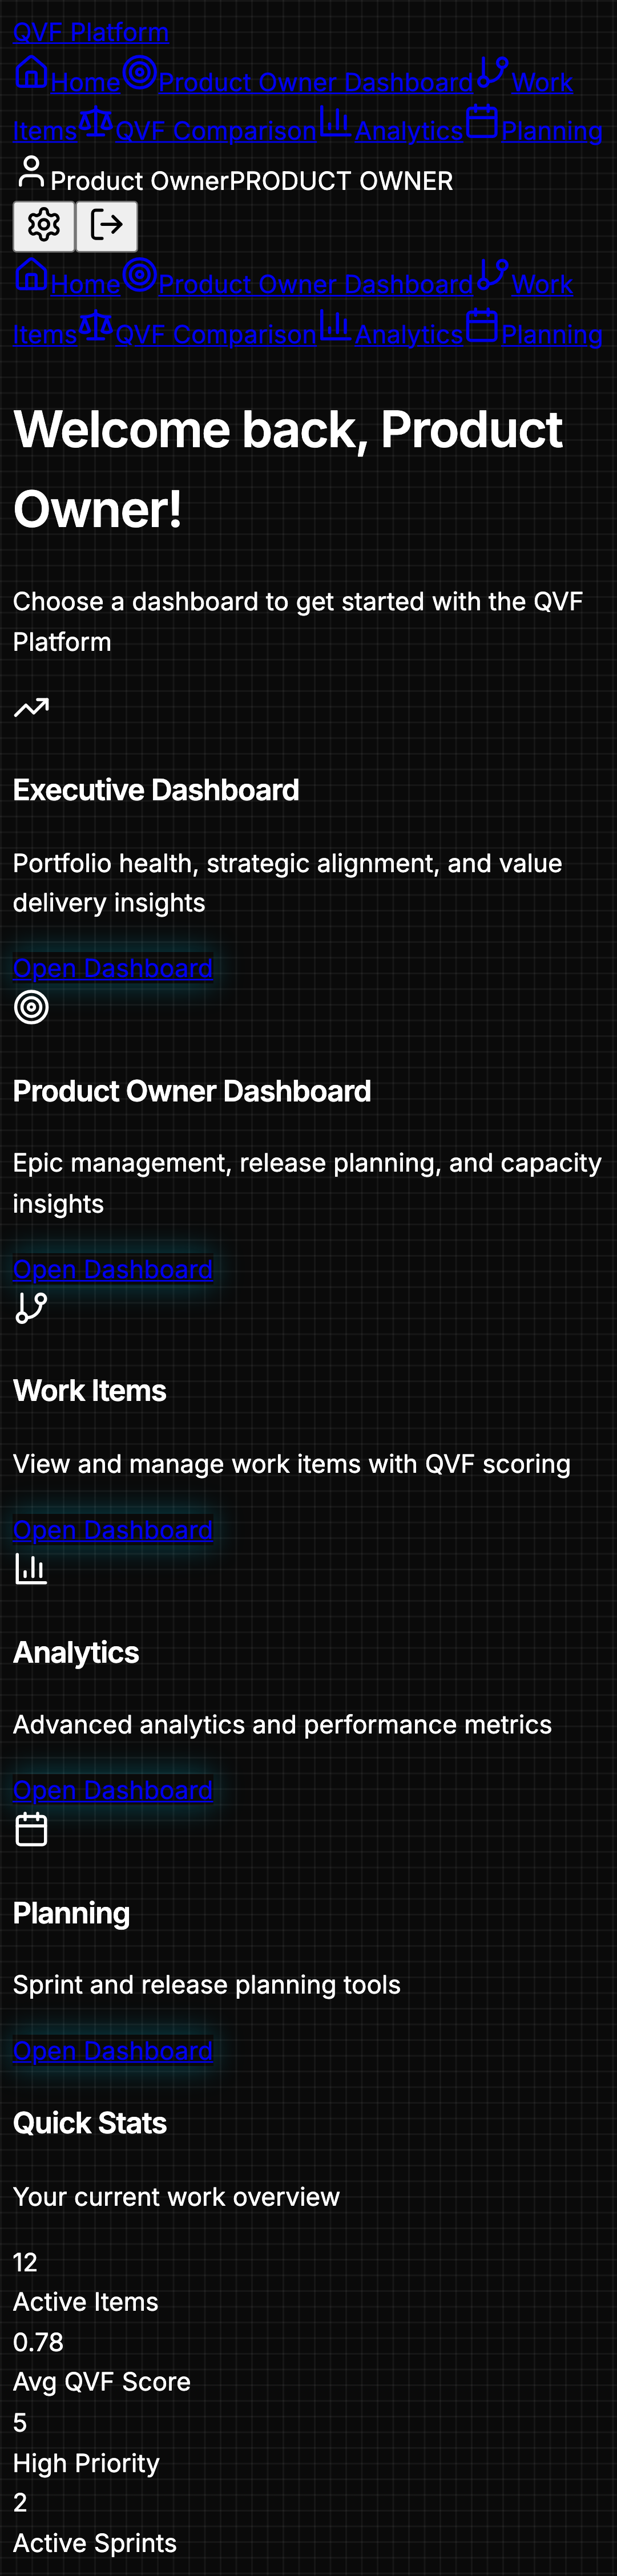 QVF Platform
Home Product Owner Dashboard Work
Items QVF Comparison Analytics Planning
Product OwnerPRODUCT OWNER
Home Product Owner Dashboard Work
Items QVF Comparison Analytics Planning
Welcome back, Product
Owner!
Choose a dashboard to get started with the QVF
Platform
Executive Dashboard
Portfolio health, strategic alignment, and value
delivery insights
Open Dashboard
Product Owner Dashboard
Epic management, release planning, and capacity
insights
Open Dashboard
Work Items
View and manage work items with QVF scoring
Open Dashboard
Analytics
Advanced analytics and performance metrics
Open Dashboard
Planning
Sprint and release planning tools
Open Dashboard
Quick Stats
Your current work overview
12
Active Items
0.78
Avg QVF Score
5
High Priority
2
Active Sprints